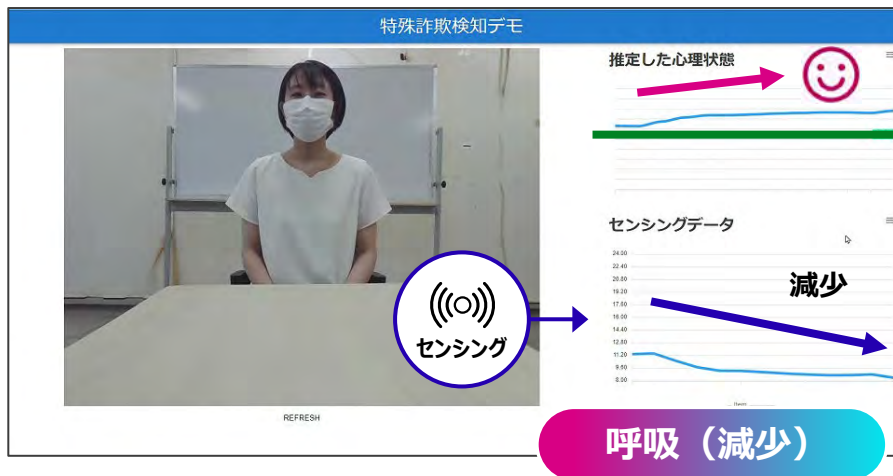 特殊詐欺検知デモ
推定した心理状態
センシングデータ
24.00
22.40
20.80
19.20
17.60
16.00
14.40
12.80
11.20
9.60
8.00
減少
センシング
REFRESH
呼吸（減少）